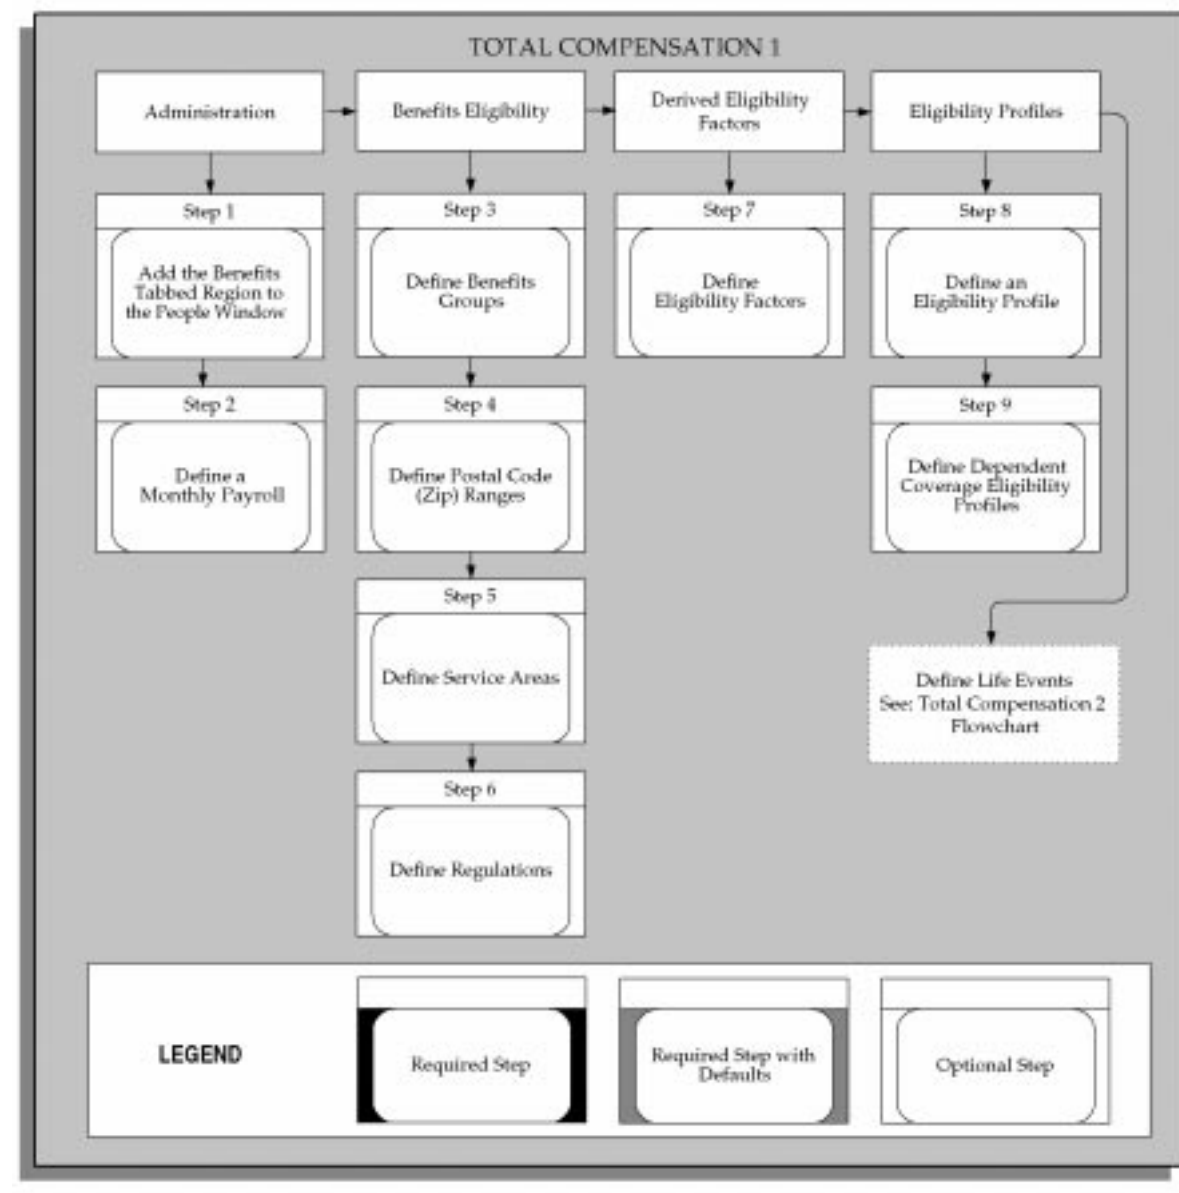 TOTAL COMPENSATION 1
Administration
Benefits Eligibility
Derived Eligibility
Factors
Eligibility Profiles
Step 1
Add the Benefits
Tabbed Region to
the People Window
Step 2
Define a
Monthly Payroll
Step 3
Define Benefits
Groups
Step 4
Define Postal Code
(Zip) Ranges
Step 5
Define Service Areas
Step 6
Define Regulations
Step 7
Define
Eligibility Factors
Step 8
Define an
Eligibility Profile
Step 9
Define Dependent
Coverage Eligibility
Profiles
Define Life Events
See: Total Compensation 2
Flowchart
LEGEND
Required Step
Required Step with
Defaults
Optional Step